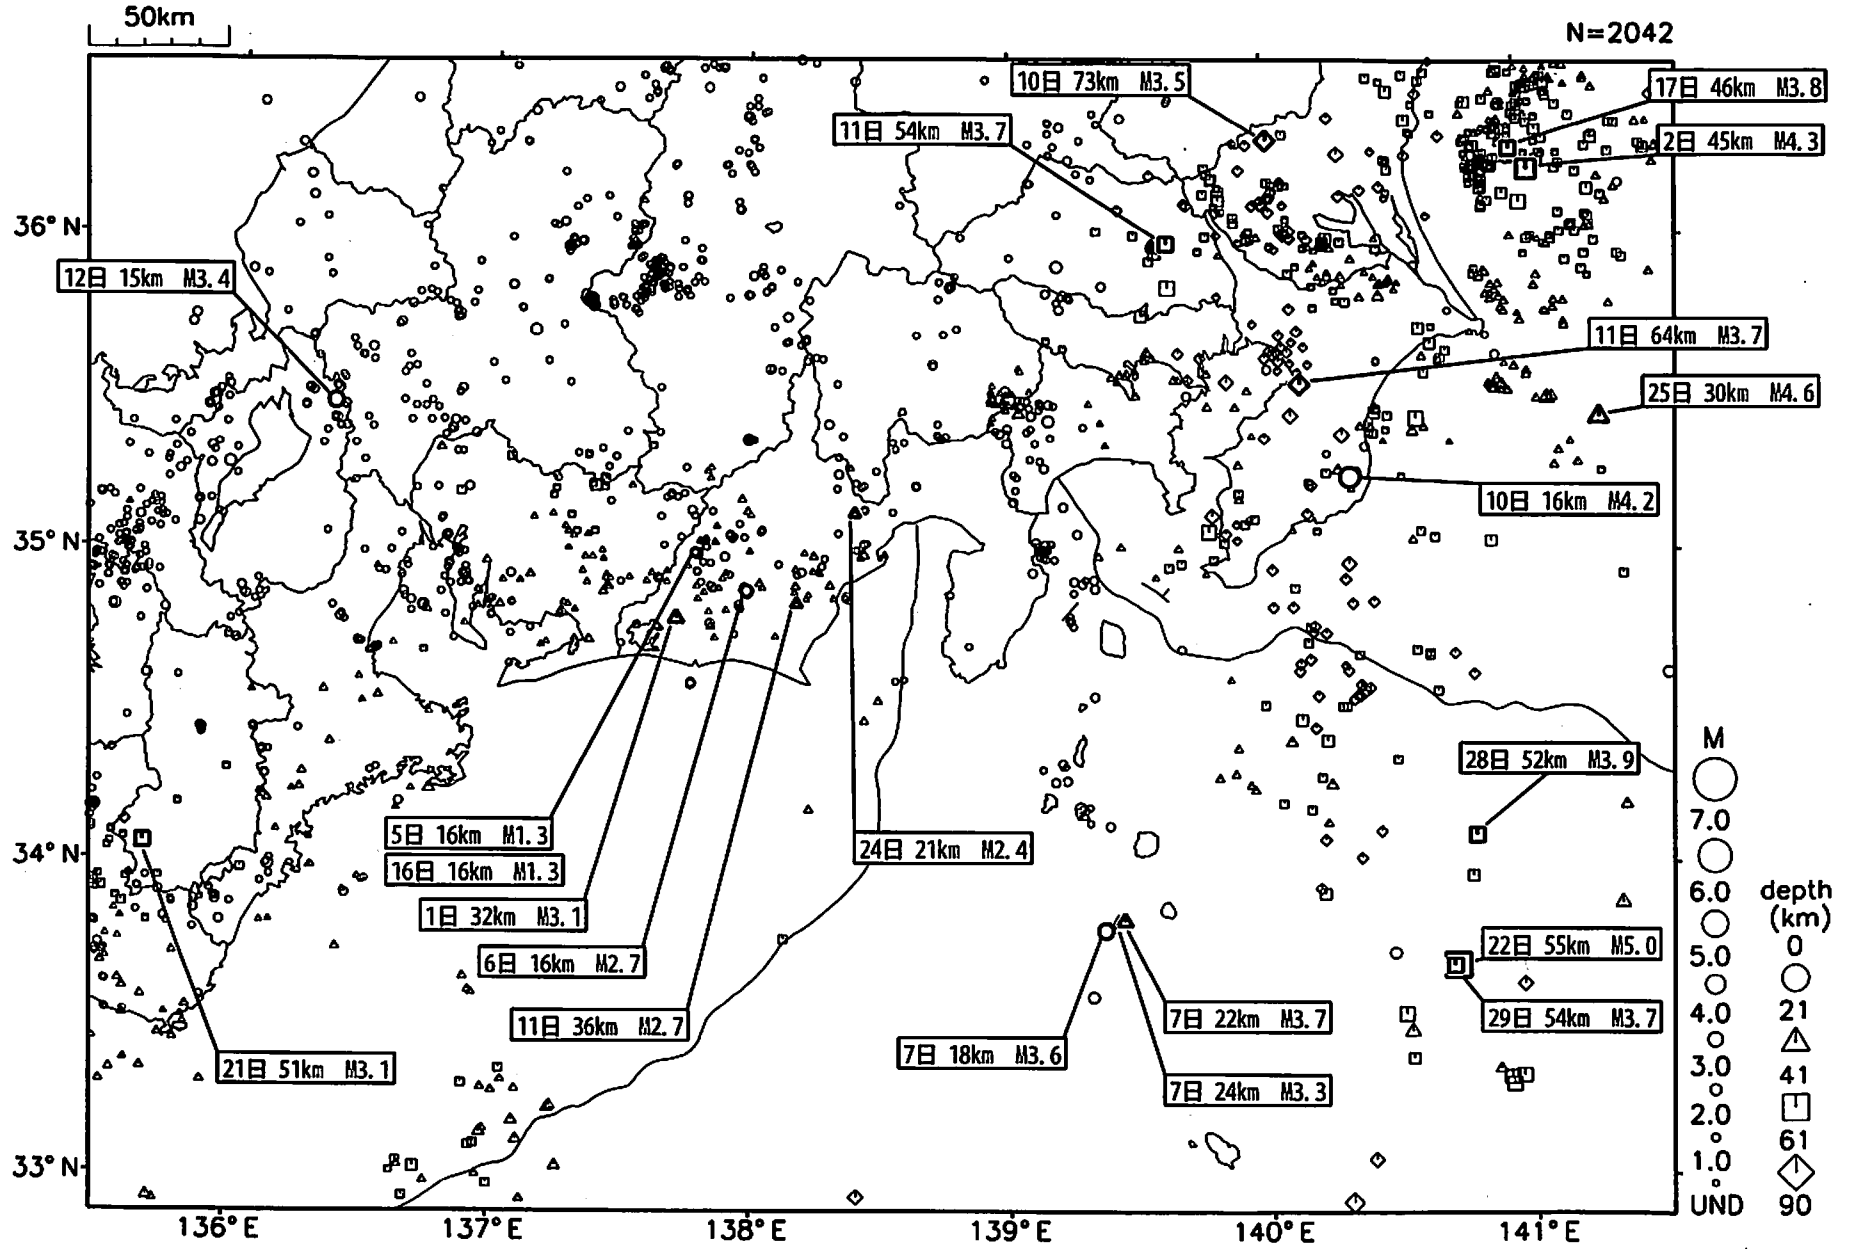 50km
N=2042
10日 73km M3.5
17日 46km M3.8
11日 54km M3.7
2日 45km M4.3
36°N
12日 15km M3.4
11日 64km M3.7
25日 30km M4.6
10日 16km M4.2
35°N
28日 52km M3.9
5日 16km M1.3
24日 21km M2.4
34°N
16日 16km M1.3
1日 32km M3.1
6日 16km M2.7
22日 55km M5.0
11日 36km M2.7
7日 22km M3.7
29日 54km M3.7
7日 18km M3.6
21日 51km M3.1
7日 24km M3.3
33°N
136°E
137°E
138°E
139°E
140°E
141°E
M
7.0
6.0
5.0
4.0
3.0
2.0
1.0
UND
depth
(km)
0
21
41
61
90